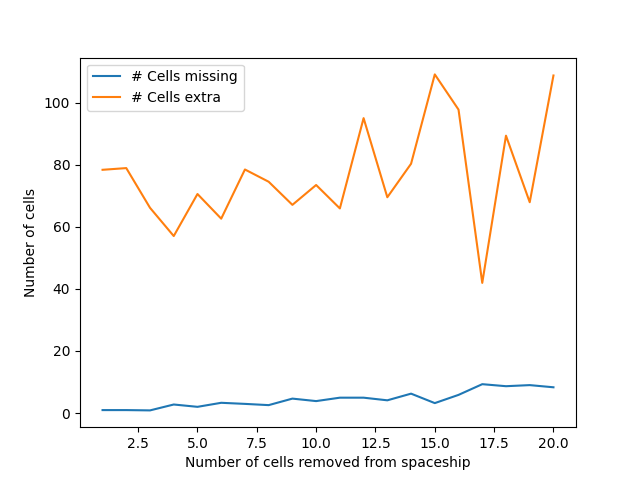 # Cells missing
# Cells extra
100
80
60
40
20
0
Number of cells
2.5 5.0 7.5 10.0 12.5 15.0 17.5 20.0
Number of cells removed from spaceship